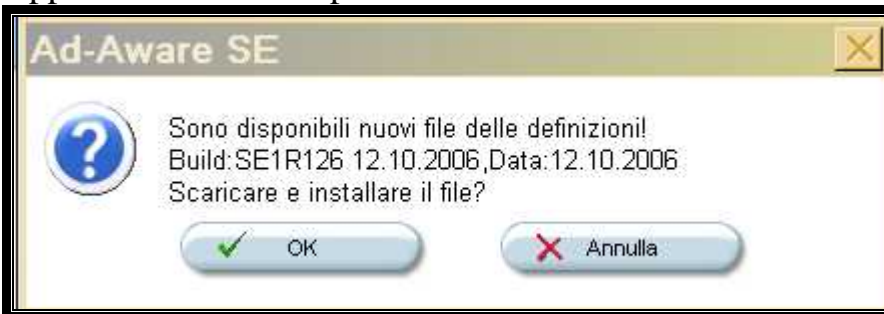 Ad-Aware SE
Sono disponibili nuovi file delle definizioni!
Build:SE1R126 12.10.2006,Data:12.10.2006
Scaricare e installare il file?
OK Annulla